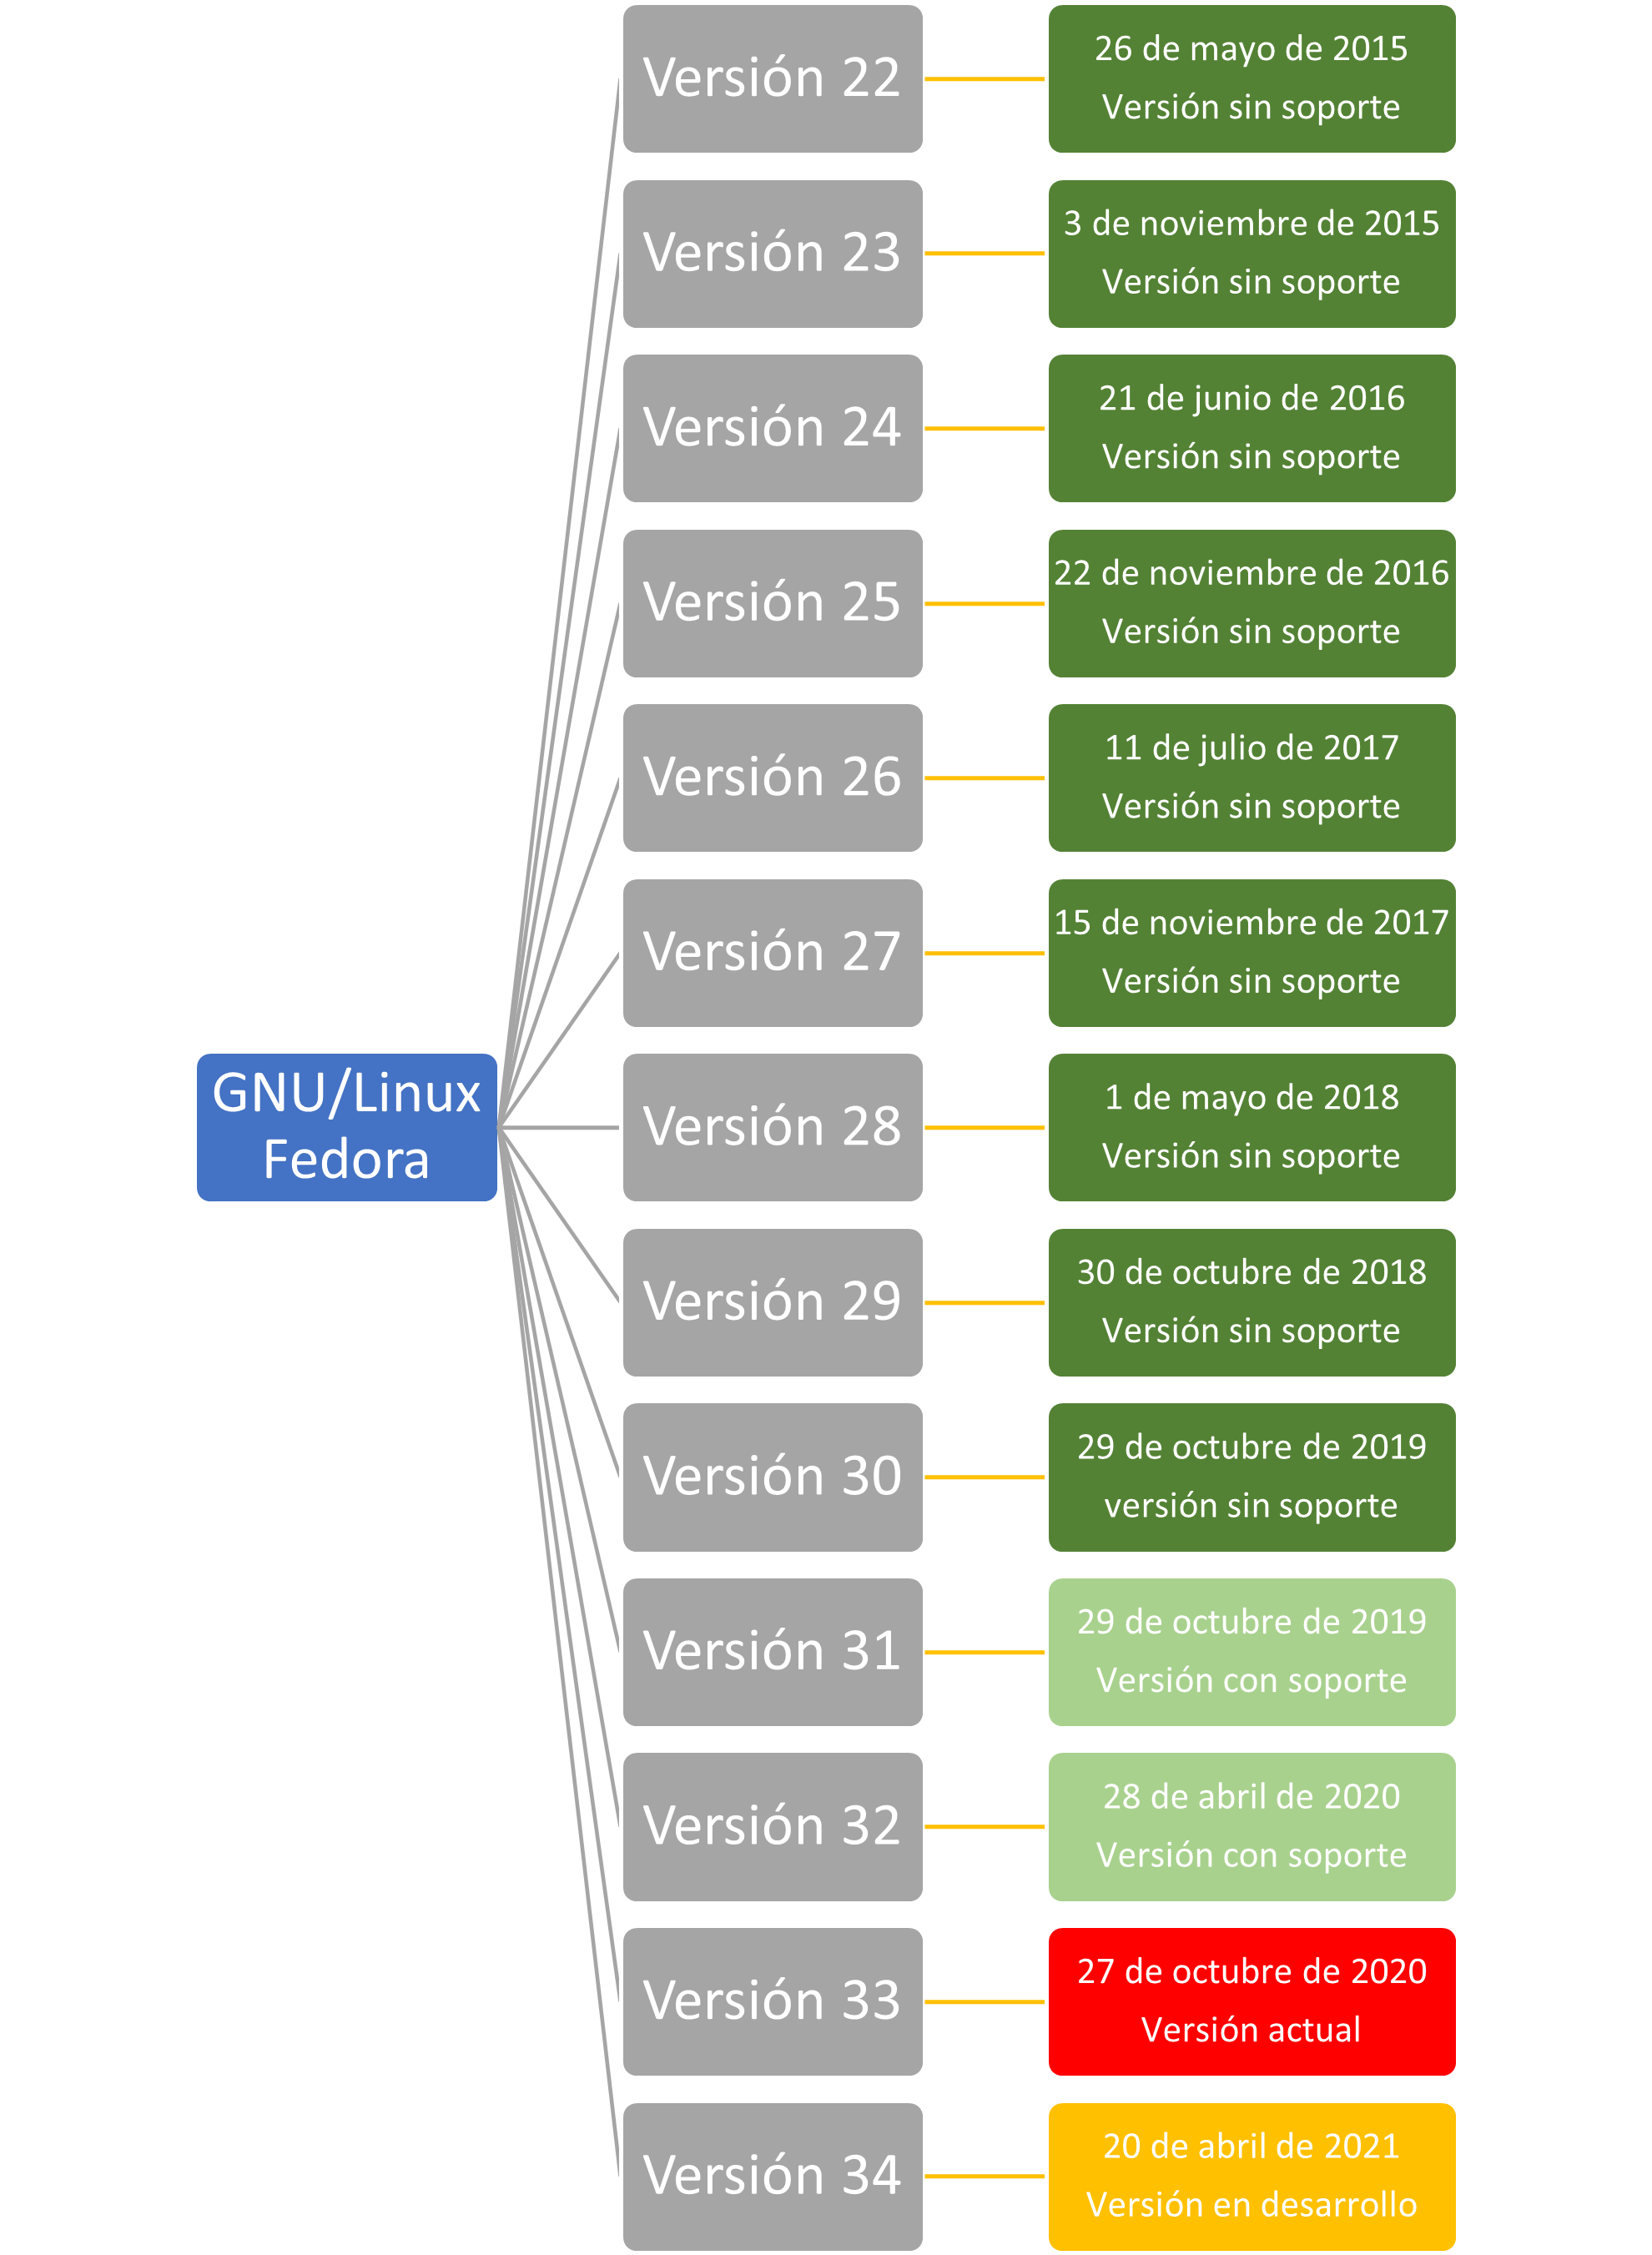 GNU/Linux
Fedora
Versión 22
26 de mayo de 2015
Versión sin soporte
Versión 23
3 de noviembre de 2015
Versión sin soporte
Versión 24
21 de junio de 2016
Versión sin soporte
Versión 25
22 de noviembre de 2016
Versión sin soporte
Versión 26
11 de julio de 2017
Versión sin soporte
Versión 27
15 de noviembre de 2017
Versión sin soporte
Versión 28
1 de mayo de 2018
Versión sin soporte
Versión 29
30 de octubre de 2018
Versión sin soporte
Versión 30
29 de octubre de 2019
versión sin soporte
Versión 31
29 de octubre de 2019
Versión con soporte
Versión 32
28 de abril de 2020
Versión con soporte
Versión 33
27 de octubre de 2020
Versión actual
Versión 34
20 de abril de 2021
Versión en desarrollo